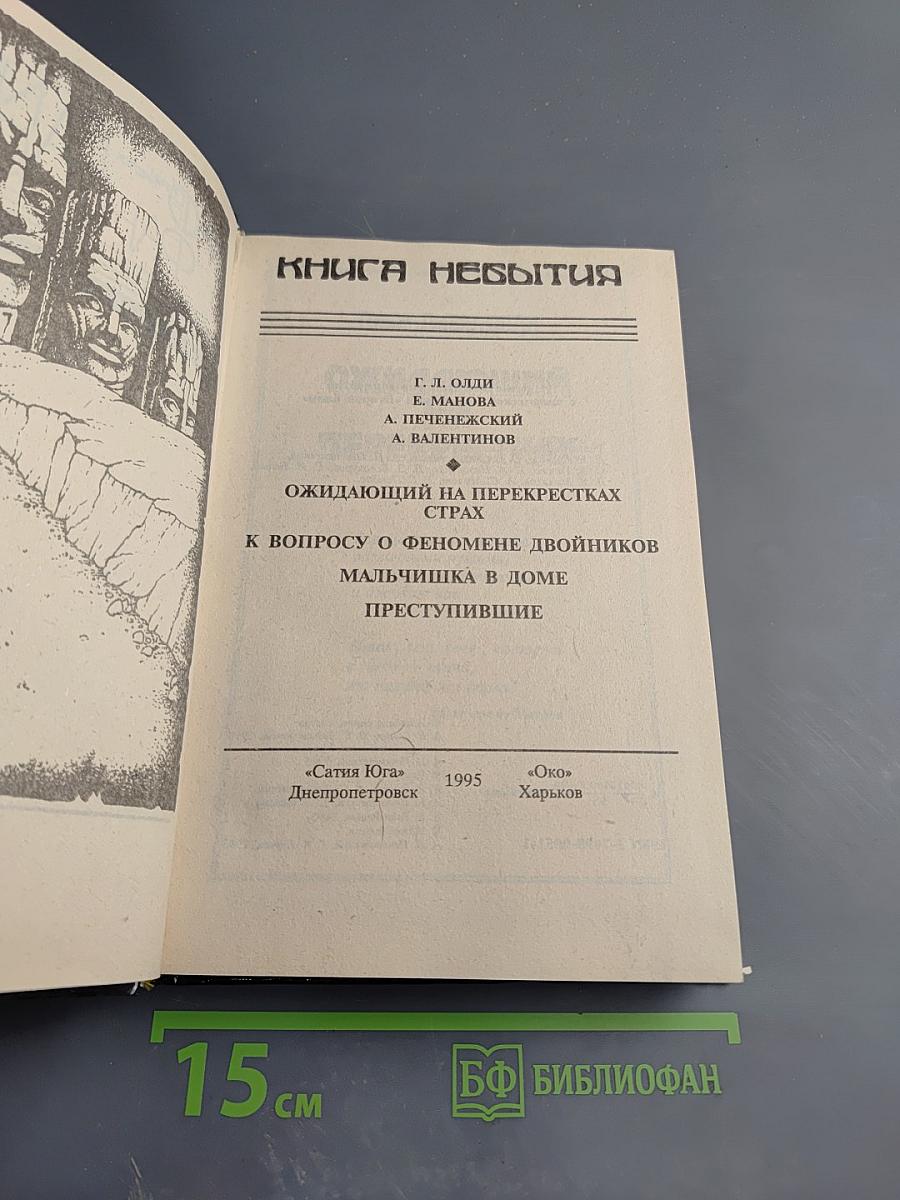 КНИГА НЕБЫТИЯ
Г. Л. ОЛДИ
Е. МАНОВА
А. ПЕЧЕНЕЖСКИЙ
А. ВАЛЕНТИНОВ
ОЖИДАЮЩИЙ НА ПЕРЕКРЕСТКАХ
СТРАХ
К ВОПРОСУ О ФЕНОМЕНЕ ДВОЙНИКОВ
МАЛЬЧИШКА В ДОМЕ
ПРЕСТУПИВШИЕ
«Сатия Юга» 1995 «Око»
Днепропетровск Харьков
15 см БФ БИБЛИОФАН